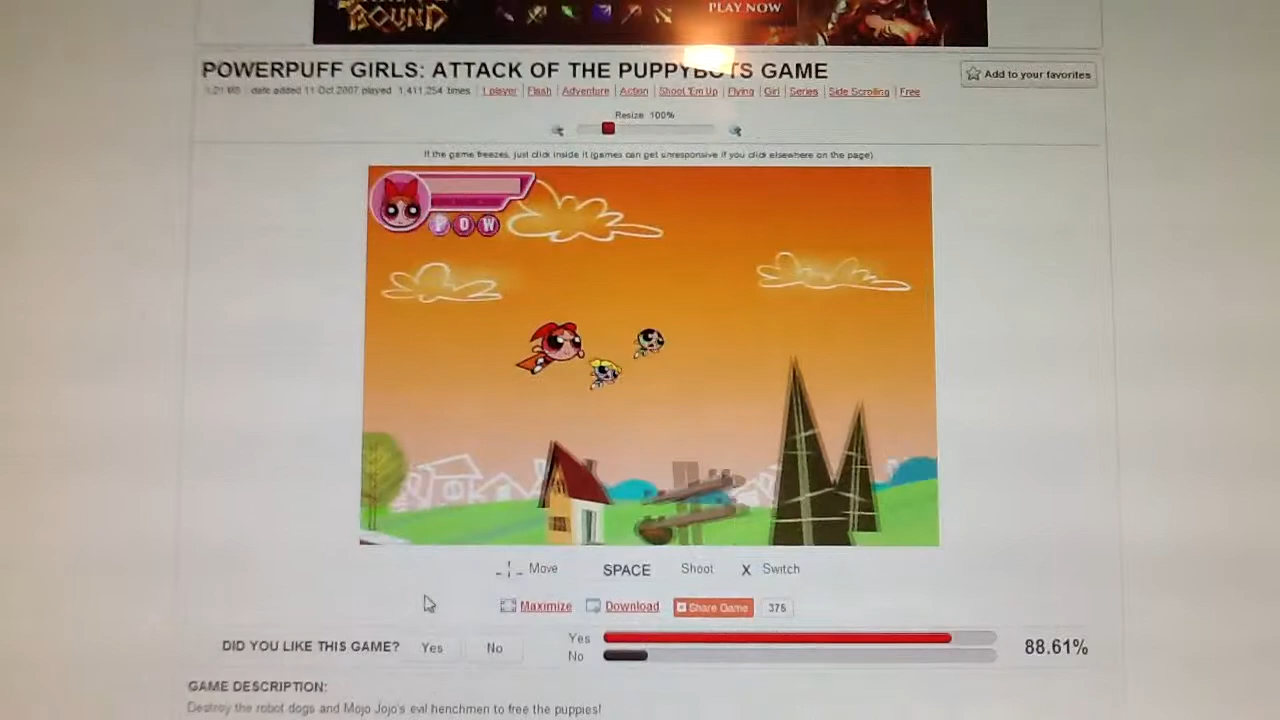 BOUND
PLAY NOW
POWERPUFF GIRLS: ATTACK OF THE PUPPYBOTS GAME
Add to your favorites
1.21 MB date added 11 Oct 2007 played 1,411,254 times 1 player Flash Adventure Action Shoot 'Em Up Flying Girl Series Side Scrolling Free
Resize 100%
If the game freezes, just click inside it (games can get unresponsive if you click elsewhere on the page)
POW
Move SPACE Shoot X Switch
Maximize Download Share Game 376
DID YOU LIKE THIS GAME? Yes No Yes 88.61%
No
GAME DESCRIPTION:
Destroy the robot dogs and Mojo Jojo's evil henchmen to free the puppies!